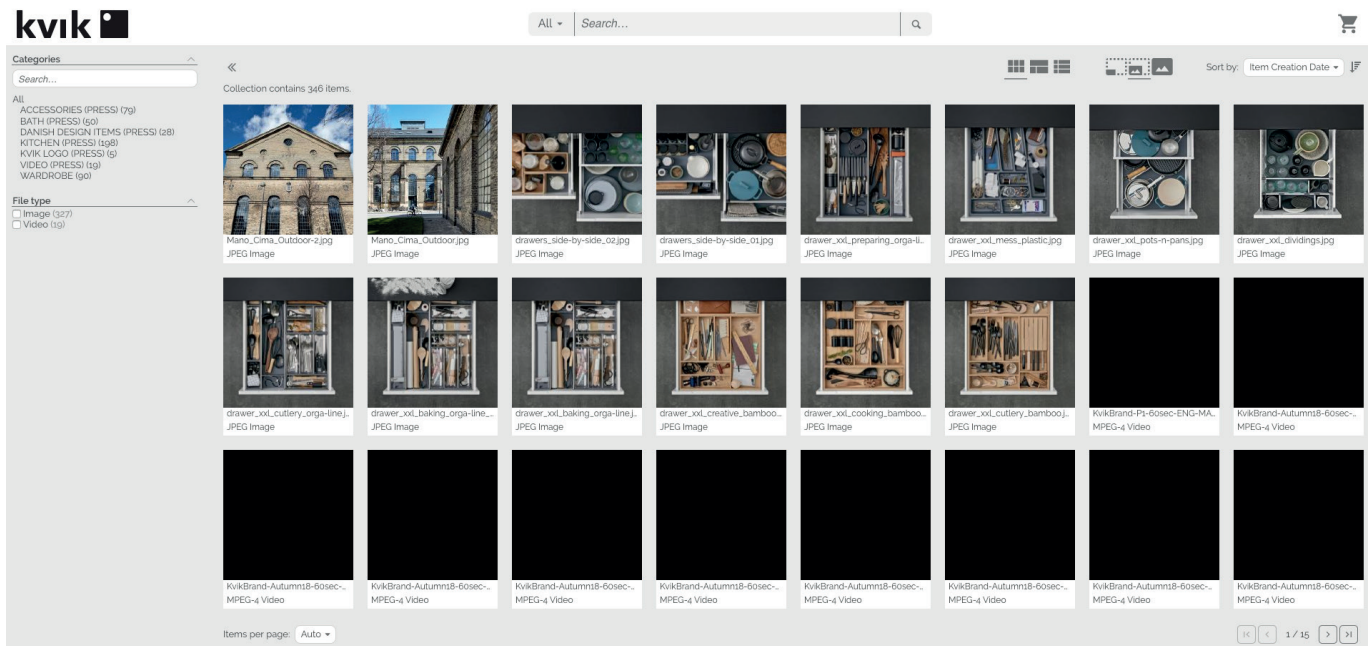 kvik
All
Search...
Categories
Search...
All
ACCESSORIES (PRESS) (79)
BATH (PRESS) (50)
DANISH DESIGN ITEMS (PRESS) (28)
KITCHEN (PRESS) (198)
KVIK LOGO (PRESS) (5)
VIDEO (PRESS) (19)
WARDROBE (90)
File type
Image (327)
Video (19)
Sort by: Item Creation Date
Collection contains 346 items.
Mano_Cima_Outdoor-2.jpg
JPEG Image
Mano_Cima_Outdoor.jpg
JPEG Image
drawers_side-by-side_02.jpg
JPEG Image
drawers_side-by-side_01.jpg
JPEG Image
drawer_xxl_preparing_orga-li...
JPEG Image
drawer_xxl_mess_plastic.jpg
JPEG Image
drawer_xxl_pots-n-pans.jpg
JPEG Image
drawer_xxl_dividings.jpg
JPEG Image
drawer_xxl_cutlery_orga-line.j...
JPEG Image
drawer_xxl_baking_orga-line_...
JPEG Image
drawer_xxl_baking_orga-line.j...
JPEG Image
drawer_xxl_creative_bamboo...
JPEG Image
drawer_xxl_cooking_bamboo...
JPEG Image
drawer_xxl_cutlery_bamboo.j...
JPEG Image
KvikBrand-P1-60sec-ENG-MA...
MPEG-4 Video
KvikBrand-Autumn18-60sec-...
MPEG-4 Video
KvikBrand-Autumn18-60sec-...
MPEG-4 Video
KvikBrand-Autumn18-60sec-...
MPEG-4 Video
KvikBrand-Autumn18-60sec-...
MPEG-4 Video
KvikBrand-Autumn18-60sec-...
MPEG-4 Video
KvikBrand-Autumn18-60sec-...
MPEG-4 Video
KvikBrand-Autumn18-60sec-...
MPEG-4 Video
KvikBrand-Autumn18-60sec-...
MPEG-4 Video
KvikBrand-Autumn18-60sec-...
MPEG-4 Video
Items per page: Auto
1 / 15